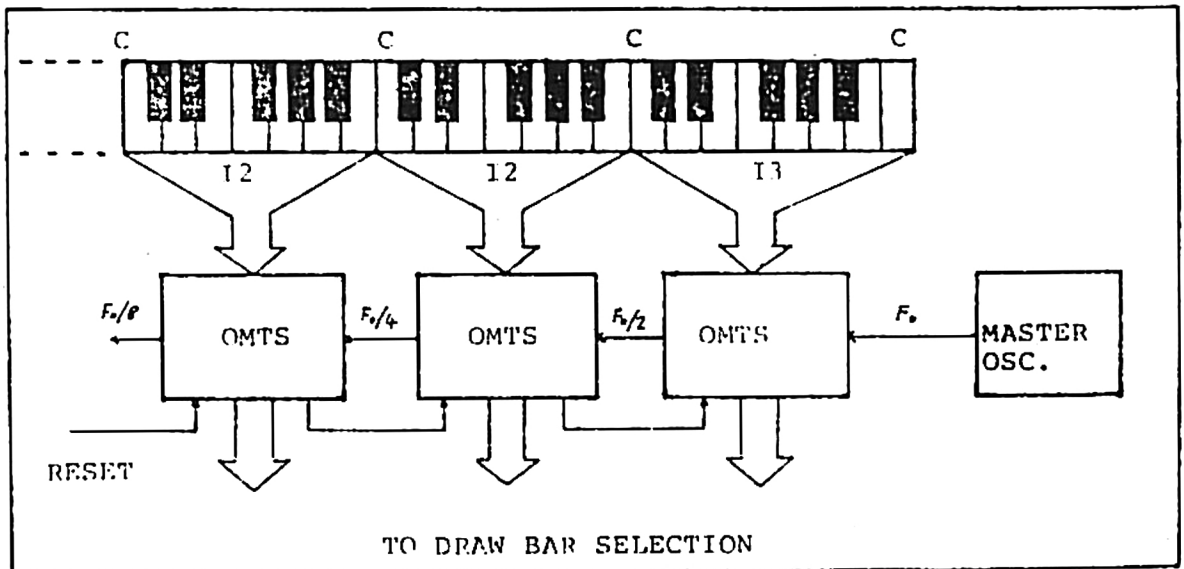 C C C C
12 12 13
F₀/8 OMTS F₀/4 OMTS F₀/2 OMTS F₀ MASTER
OSC.
RESET
TO DRAW BAR SELECTION